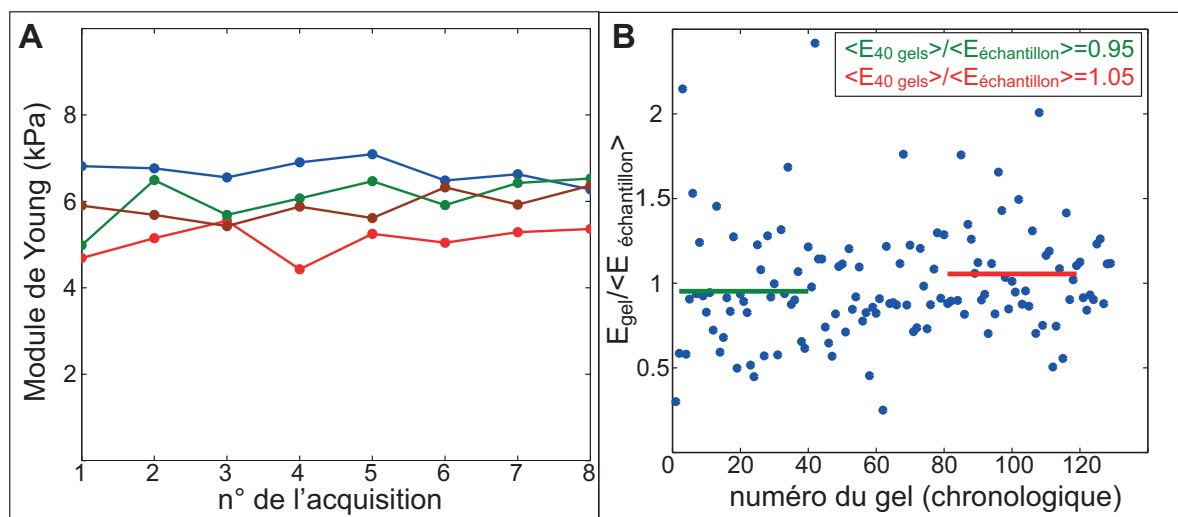 A
Module de Young (kPa)
8
6
4
2
1 2 3 4 5 6 7 8
n° de l'acquisition
B
<E40 gels>/<Eéchantillon>=0.95
<E40 gels>/<Eéchantillon>=1.05
Egel/<E échantillon>
2
1.5
1
0.5
0 20 40 60 80 100 120
numéro du gel (chronologique)